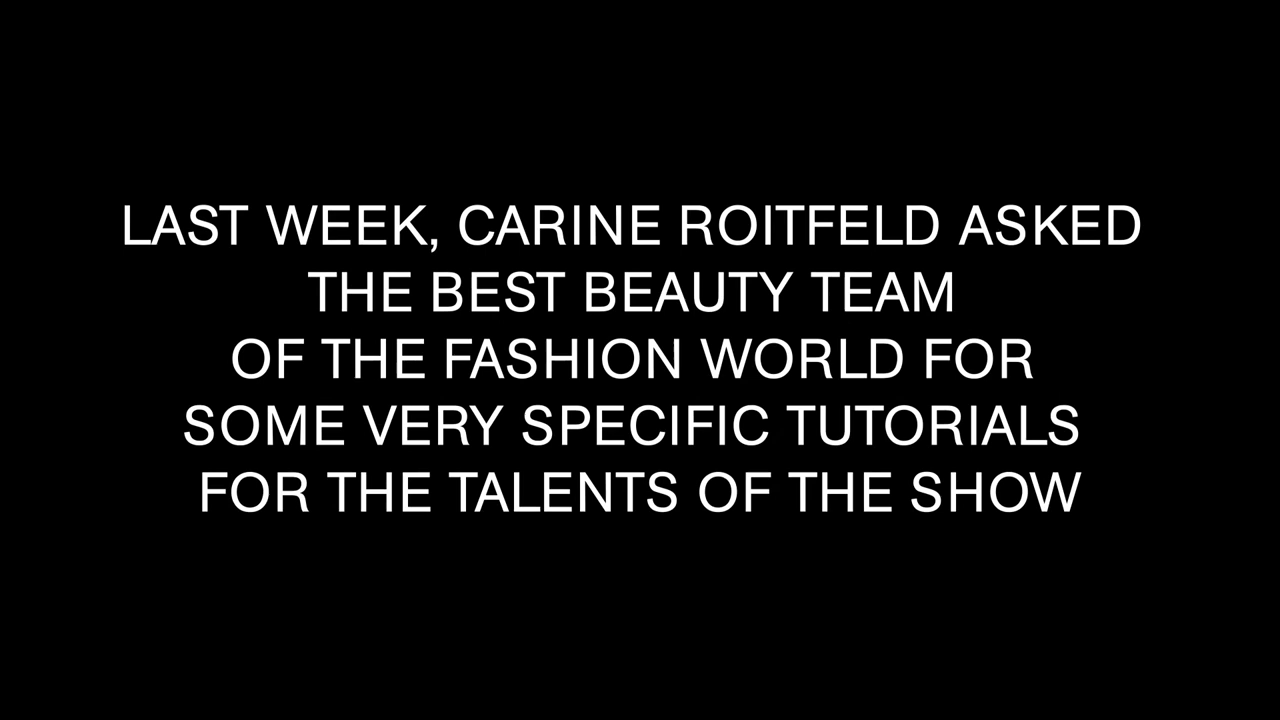 LAST WEEK, CARINE ROITFELD ASKED
THE BEST BEAUTY TEAM
OF THE FASHION WORLD FOR
SOME VERY SPECIFIC TUTORIALS
FOR THE TALENTS OF THE SHOW